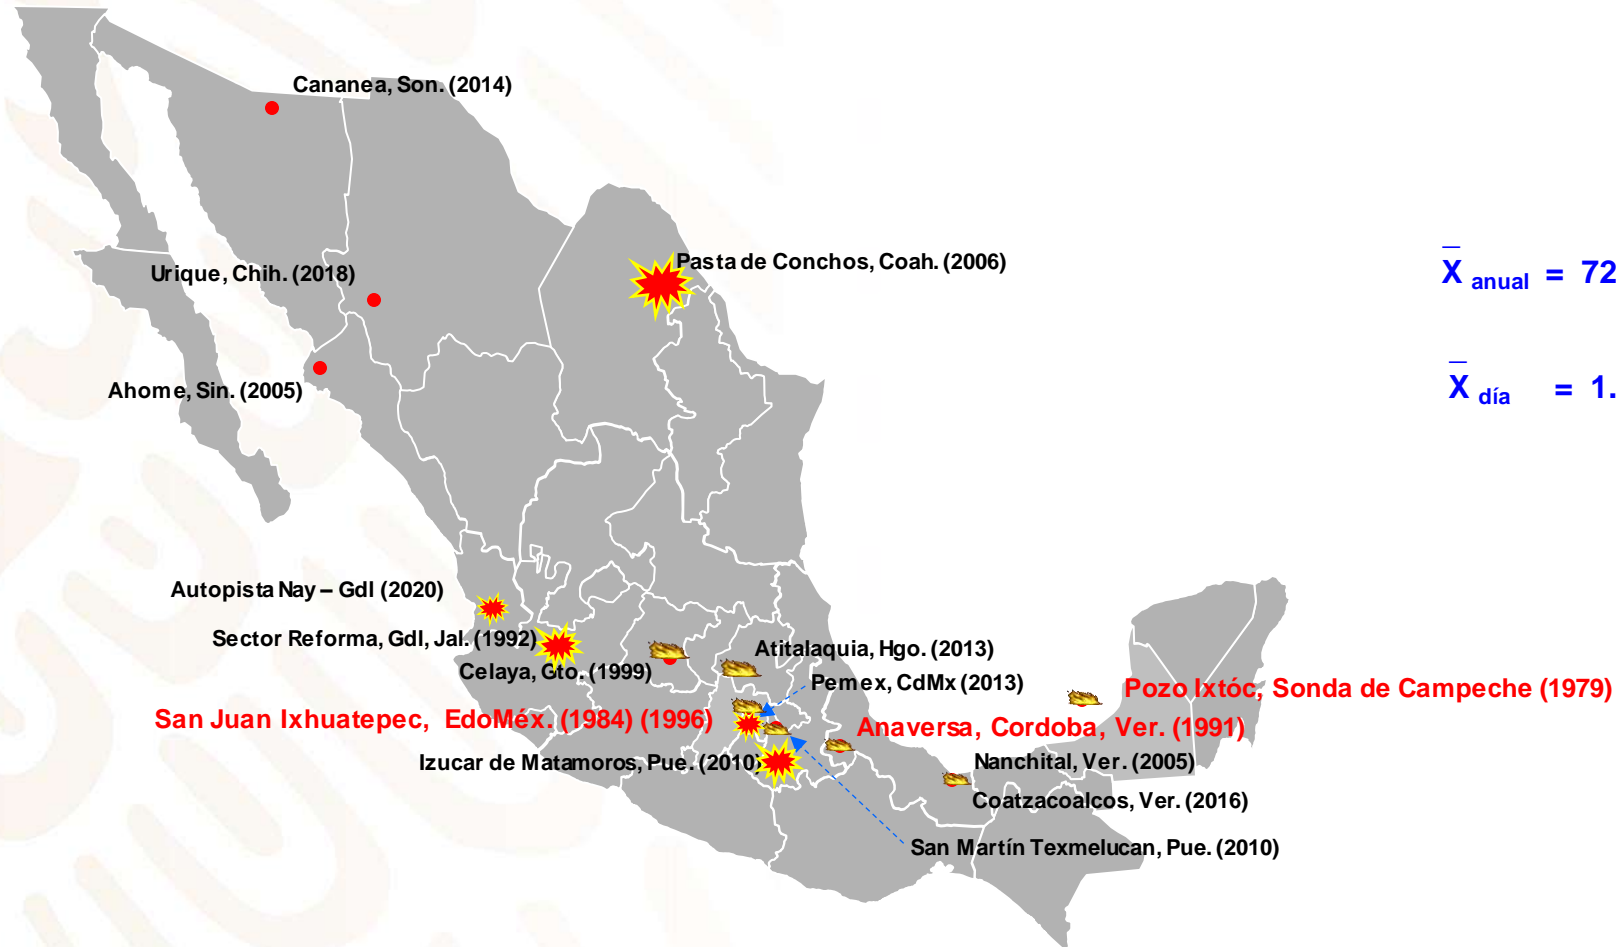 Cananea, Son. (2014)
Pasta de Conchos, Coah. (2006)
Urique, Chih. (2018)
X̅ anual = 72
Ahome, Sin. (2005)
X̅ día = 1.
Autopista Nay – Gdl (2020)
Sector Reforma, Gdl, Jal. (1992)
Atitalaquia, Hgo. (2013)
Celaya, Gto. (1999)
Pemex, CdMx (2013)
Pozo Ixtóc, Sonda de Campeche (1979)
San Juan Ixhuatepec, EdoMéx. (1984) (1996)
Anaversa, Cordoba, Ver. (1991)
Izucar de Matamoros, Pue. (2010)
Nanchital, Ver. (2005)
Coatzacoalcos, Ver. (2016)
San Martín Texmelucan, Pue. (2010)